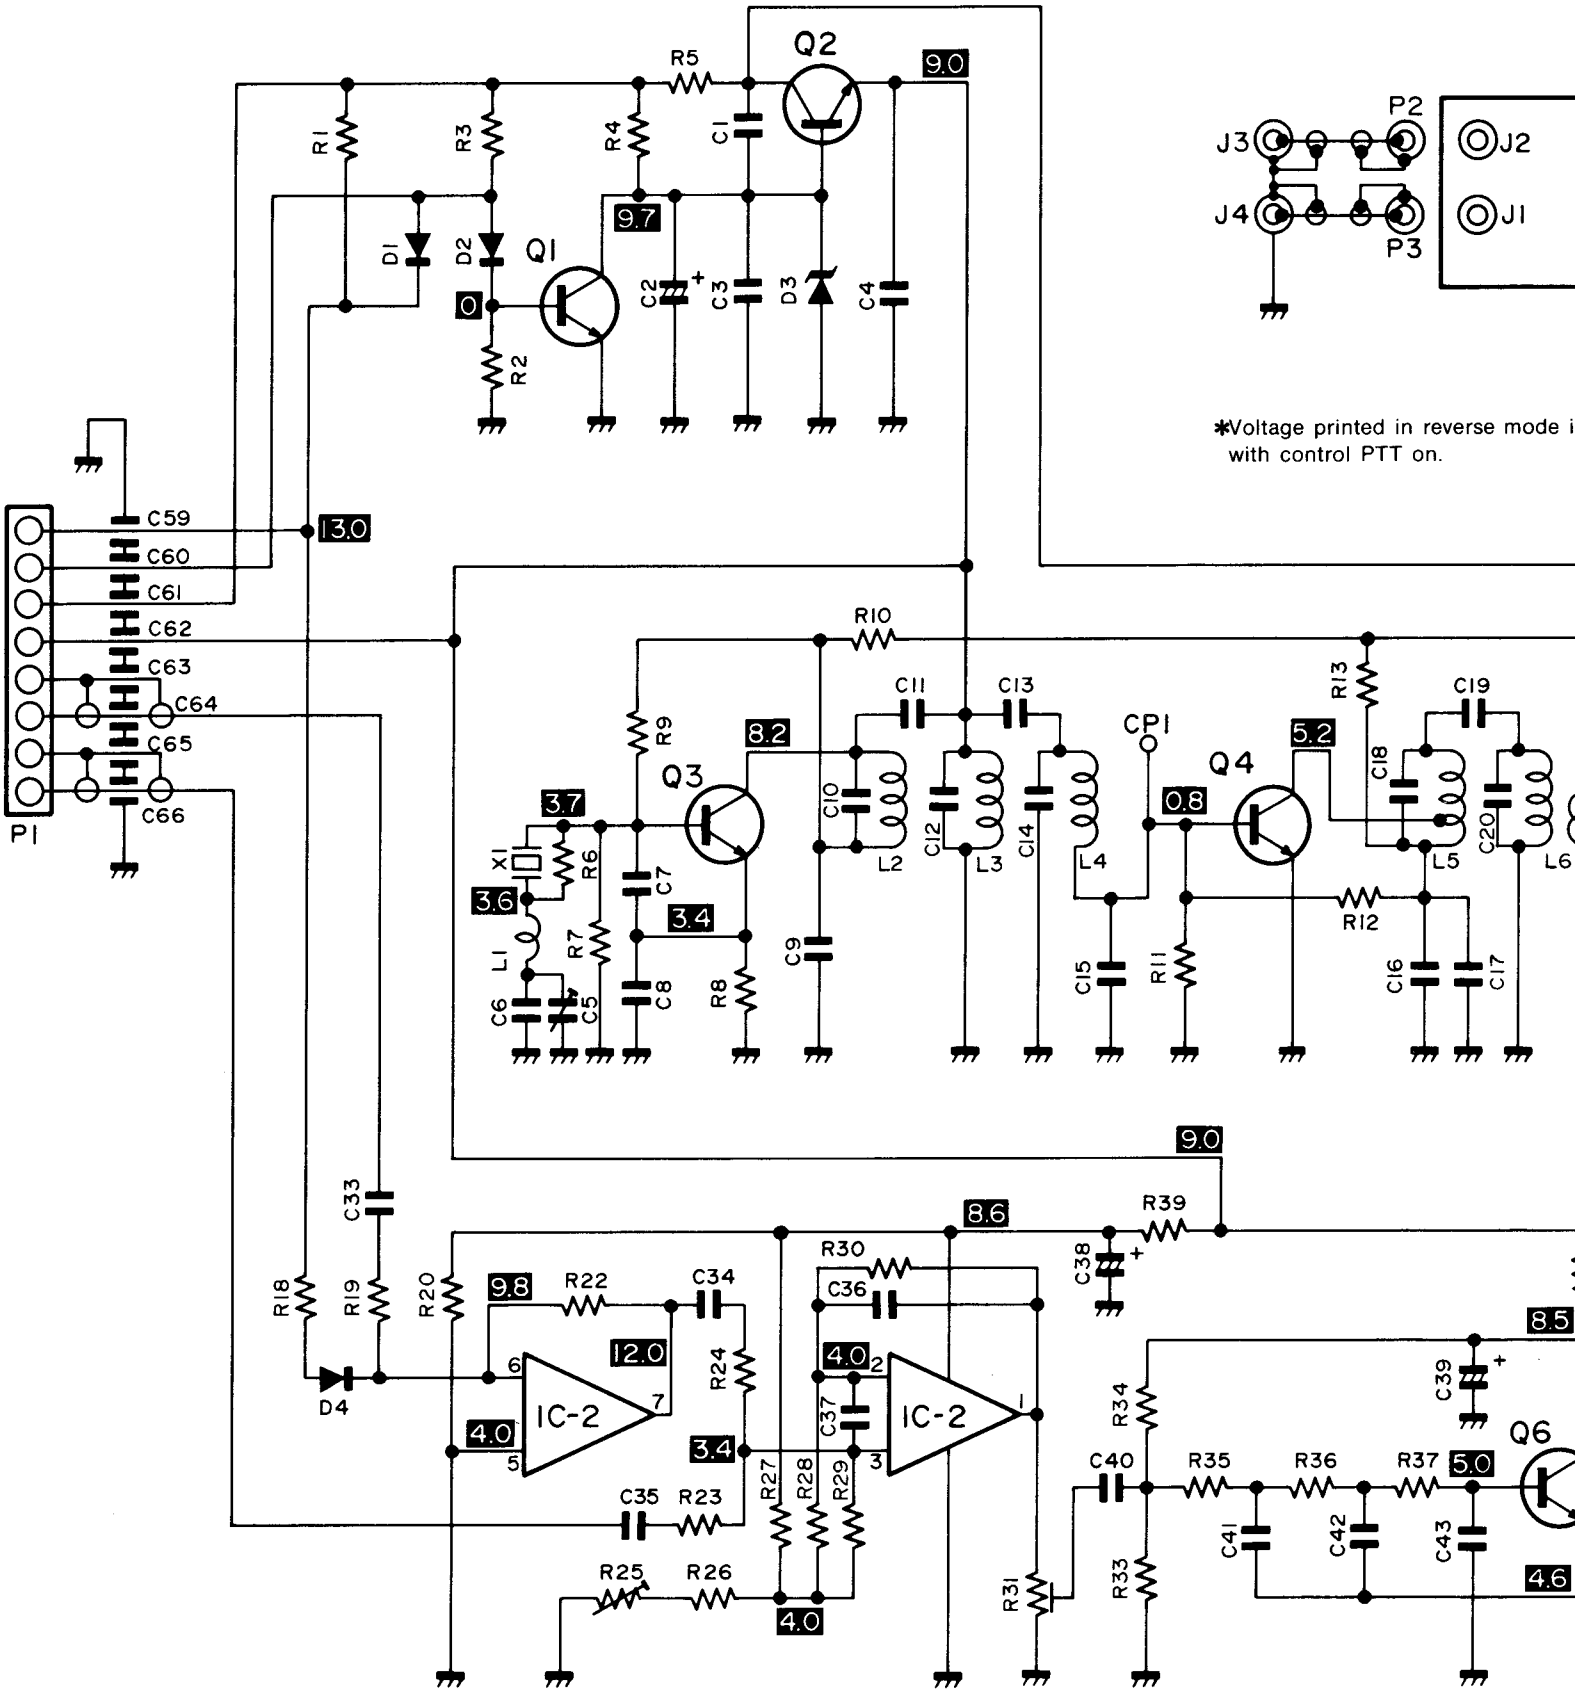 Q2
R5
9.0
R1
R3
R4
C1
P2
J3
J2
9.7
J4
J1
P3
D1
D2
Q1
C2
+
C3
D3
C4
0
R2
*Voltage printed in reverse mode i
with control PTT on.
C59
13.0
C60
C61
C62
C63
C64
C65
C66
P1
R10
R13
C11
C13
C19
R9
CP1
8.2
5.2
Q3
Q4
C18
3.7
C10
C12
C14
0.8
C20
X1
R6
C7
L2
L3
L4
L5
L6
3.6
3.4
R12
L1
R7
C9
C15
R11
C16
C17
C6
C5
C8
R8
9.0
C33
R39
8.6
R30
C38
+
R18
R19
R20
9.8
R22
C34
C36
8.5
12.0
R24
4.0
2
C39
+
6
7
1
R34
D4
IC-2
C37
IC-2
Q6
4.0
5
3.4
3
C40
R35
R36
R37
5.0
R27
R28
R29
C35
R23
C41
C42
C43
R25
R26
R31
R33
4.6
4.0